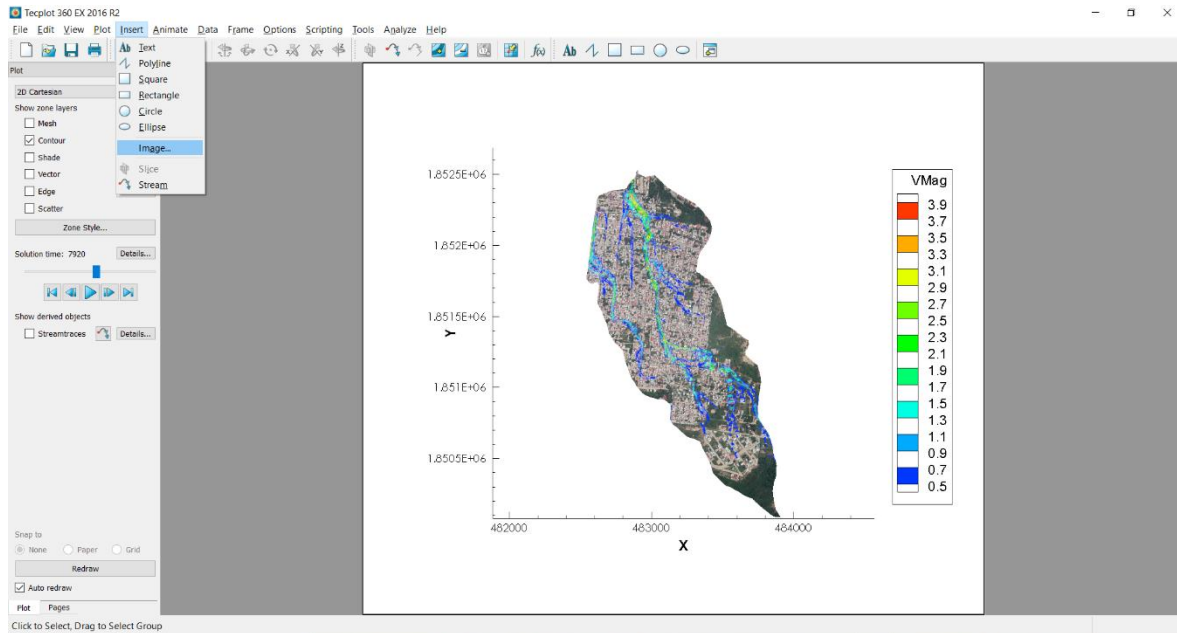 Tecplot 360 EX 2016 R2
File Edit View Plot Insert Animate Data Frame Options Scripting Tools Analyze Help
Ab Text
Polyline
Square
Rectangle
Circle
Ellipse
Image...
Slice
Stream
Plot
2D Cartesian
Show zone layers
Mesh
Contour
Shade
Vector
Edge
Scatter
Zone Style...
Solution time: 7920 Details...
Show derived objects
Streamtraces Details...
Snap to
None Paper Grid
Redraw
Auto redraw
Plot Pages
Click to Select, Drag to Select Group
f(x) Ab
1.8525E+06
1.852E+06
1.8515E+06
1.851E+06
1.8505E+06
Y
482000 483000 484000
X
VMag
3.9
3.7
3.5
3.3
3.1
2.9
2.7
2.5
2.3
2.1
1.9
1.7
1.5
1.3
1.1
0.9
0.7
0.5